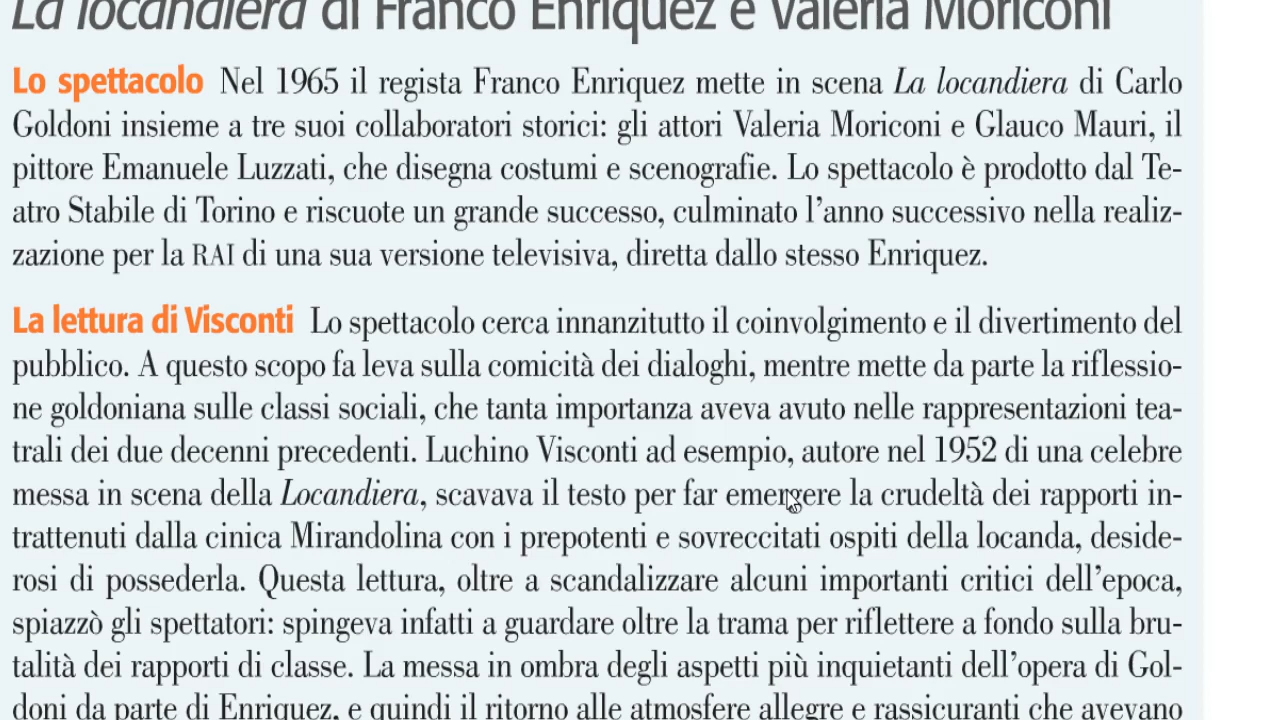 La locandiera di Franco Enriquez e Valeria Moriconi
Lo spettacolo Nel 1965 il regista Franco Enriquez mette in scena La locandiera di Carlo
Goldoni insieme a tre suoi collaboratori storici: gli attori Valeria Moriconi e Glauco Mauri, il
pittore Emanuele Luzzati, che disegna costumi e scenografie. Lo spettacolo è prodotto dal Te-
atro Stabile di Torino e riscuote un grande successo, culminato l'anno successivo nella realiz-
zazione per la RAI di una sua versione televisiva, diretta dallo stesso Enriquez.
La lettura di Visconti Lo spettacolo cerca innanzitutto il coinvolgimento e il divertimento del
pubblico. A questo scopo fa leva sulla comicità dei dialoghi, mentre mette da parte la riflessio-
ne goldoniana sulle classi sociali, che tanta importanza aveva avuto nelle rappresentazioni tea-
trali dei due decenni precedenti. Luchino Visconti ad esempio, autore nel 1952 di una celebre
messa in scena della Locandiera, scavava il testo per far emergere la crudeltà dei rapporti in-
trattenuti dalla cinica Mirandolina con i prepotenti e sovreccitati ospiti della locanda, deside-
rosi di possederla. Questa lettura, oltre a scandalizzare alcuni importanti critici dell'epoca,
spiazzò gli spettatori: spingeva infatti a guardare oltre la trama per riflettere a fondo sulla bru-
talità dei rapporti di classe. La messa in ombra degli aspetti più inquietanti dell'opera di Gol-
doni da parte di Enriquez, e quindi il ritorno alle atmosfere allegre e rassicuranti che avevano